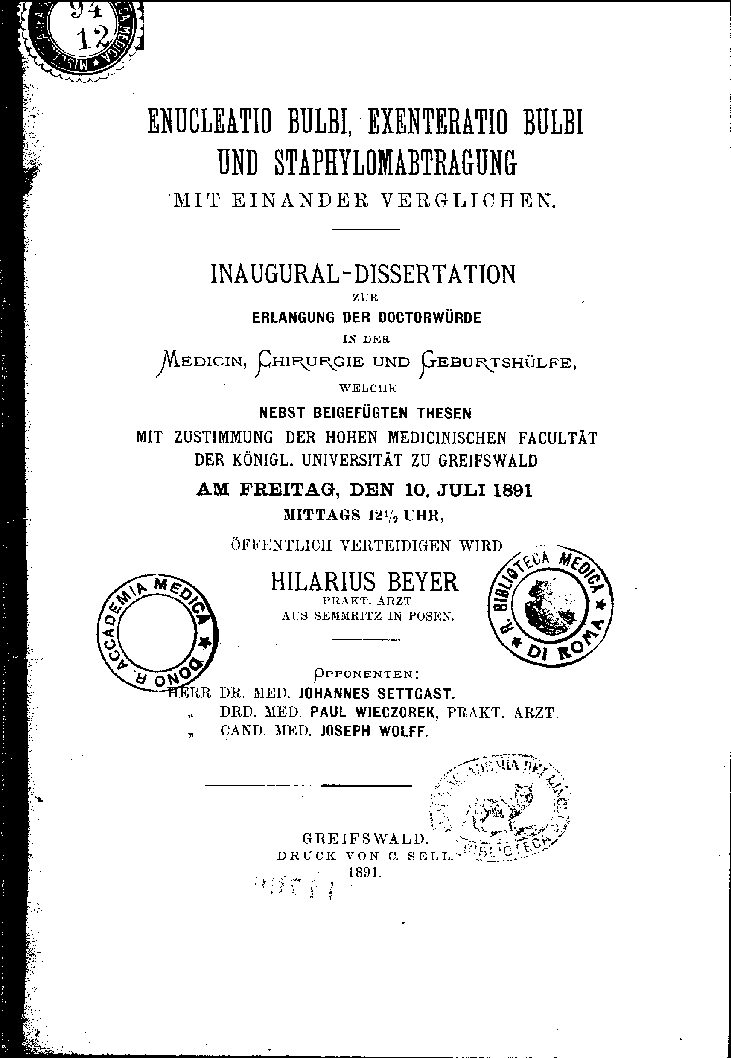 94
12
ENUCLEATIO BULBI, EXENTERATIO BULBI
UND STAPHYLOMABTRAGUNG
MIT EINANDER VERGLICHEN.
INAUGURAL-DISSERTATION
ZUR
ERLANGUNG DER DOCTORWÜRDE
IN DER
MEDICIN, CHIRURGIE UND GEBURTSHÜLFE,
WELCHE
NEBST BEIGEFÜGTEN THESEN
MIT ZUSTIMMUNG DER HOHEN MEDICINISCHEN FACULTÄT
DER KÖNIGL. UNIVERSITÄT ZU GREIFSWALD
AM FREITAG, DEN 10. JULI 1891
MITTAGS 12½ UHR,
ÖFFENTLICH VERTEIDIGEN WIRD
HILARIUS BEYER
PRAKT. ARZT
AUS SEMMRITZ IN POSEN.
R. BIBLIOTECA MEDICA
DI ROMA
DONO R. ACCADEMIA MEDICA
OPPONENTEN:
HERR DR. MED. JOHANNES SETTGAST.
„ DRD. MED. PAUL WIECZOREK, PRAKT. ARZT.
„ CAND. MED. JOSEPH WOLFF.
BIBLIOTECA
GREIFSWALD.
DRUCK VON C. SELL.
1891.